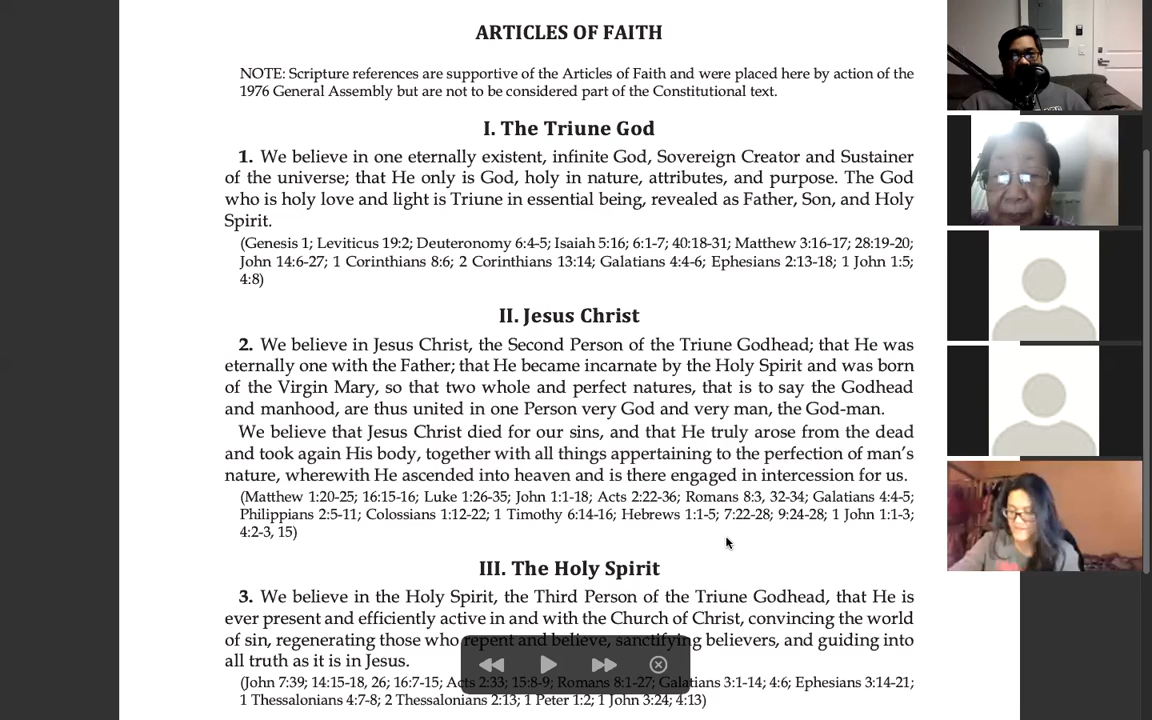 ARTICLES OF FAITH
NOTE: Scripture references are supportive of the Articles of Faith and were placed here by action of the
1976 General Assembly but are not to be considered part of the Constitutional text.
I. The Triune God
1. We believe in one eternally existent, infinite God, Sovereign Creator and Sustainer
of the universe; that He only is God, holy in nature, attributes, and purpose. The God
who is holy love and light is Triune in essential being, revealed as Father, Son, and Holy
Spirit.
(Genesis 1; Leviticus 19:2; Deuteronomy 6:4-5; Isaiah 5:16; 6:1-7; 40:18-31; Matthew 3:16-17; 28:19-20;
John 14:6-27; 1 Corinthians 8:6; 2 Corinthians 13:14; Galatians 4:4-6; Ephesians 2:13-18; 1 John 1:5;
4:8)
II. Jesus Christ
2. We believe in Jesus Christ, the Second Person of the Triune Godhead; that He was
eternally one with the Father; that He became incarnate by the Holy Spirit and was born
of the Virgin Mary, so that two whole and perfect natures, that is to say the Godhead
and manhood, are thus united in one Person very God and very man, the God-man.
We believe that Jesus Christ died for our sins, and that He truly arose from the dead
and took again His body, together with all things appertaining to the perfection of man's
nature, wherewith He ascended into heaven and is there engaged in intercession for us.
(Matthew 1:20-25; 16:15-16; Luke 1:26-35; John 1:1-18; Acts 2:22-36; Romans 8:3, 32-34; Galatians 4:4-5;
Philippians 2:5-11; Colossians 1:12-22; 1 Timothy 6:14-16; Hebrews 1:1-5; 7:22-28; 9:24-28; 1 John 1:1-3;
4:2-3, 15)
III. The Holy Spirit
3. We believe in the Holy Spirit, the Third Person of the Triune Godhead, that He is
ever present and efficiently active in and with the Church of Christ, convincing the world
of sin, regenerating those who repent and believe, sanctifying believers, and guiding into
all truth as it is in Jesus.
(John 7:39; 14:15-18, 26; 16:7-15; Acts 2:33; 15:8-9; Romans 8:1-27; Galatians 3:1-14; 4:6; Ephesians 3:14-21;
1 Thessalonians 4:7-8; 2 Thessalonians 2:13; 1 Peter 1:2; 1 John 3:24; 4:13)